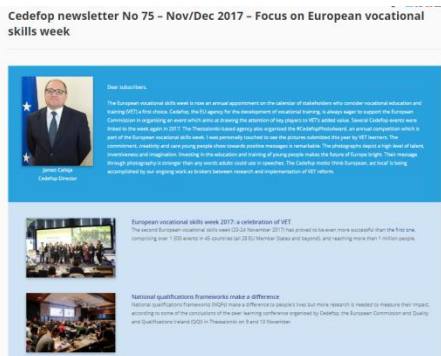 Cedefop newsletter No 75 – Nov/Dec 2017 – Focus on European vocational
skills week
Dear subscribers,
The European vocational skills week is now an annual appointment on the calendar of stakeholders who consider vocational education and
training (VET) a first choice. Cedefop, the EU agency for the development of vocational training, is always eager to support the European
Commission in organising an event which aims at drawing the attention of key players to VET's added value. Several Cedefop events were
linked to the week again in 2017. The Thessaloniki-based agency also organised the #CedefopPhotoAward, an annual competition which is
part of the European vocational skills week. I was personally touched to see the pictures submitted this year by VET learners. The
commitment, creativity and care young people show towards positive messages is remarkable. The photographs depict a high level of talent,
inventiveness and imagination. Investing in the education and training of young people makes the future of Europe bright. Their message
through photography is stronger than any words adults could use in speeches. The Cedefop motto 'think European, act local' is being
accomplished by our ongoing work as brokers between research and implementation of VET reform.
James Calleja
Cedefop Director
European vocational skills week 2017: a celebration of VET
The second European vocational skills week (20-24 November 2017) has proved to be even more successful than the first one,
comprising over 1 500 events in 45 countries (all 28 EU Member States and beyond), and reaching more than 1 million people.
National qualifications frameworks make a difference
National qualifications frameworks (NQFs) make a difference to people's lives but more research is needed to measure their impact,
according to some of the conclusions of the peer learning conference organised by Cedefop, the European Commission and Quality
and Qualifications Ireland (QQI) in Thessaloniki on 9 and 10 November.